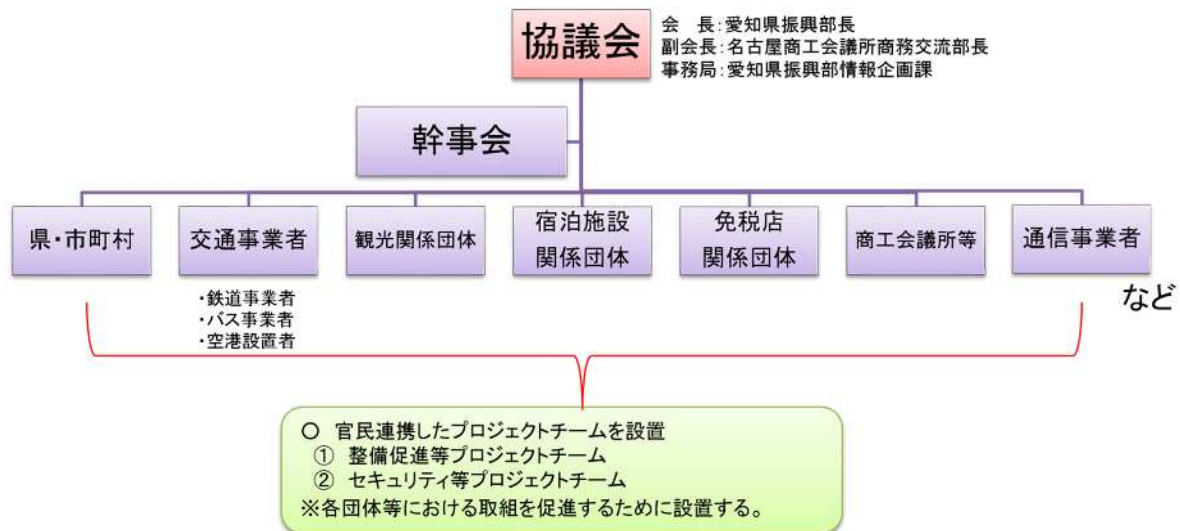 協議会
会　長:愛知県振興部長
副会長:名古屋商工会議所商務交流部長
事務局:愛知県振興部情報企画課
幹事会
県・市町村
交通事業者
観光関係団体
宿泊施設
関係団体
免税店
関係団体
商工会議所等
通信事業者
・鉄道事業者
・バス事業者
・空港設置者
など
○ 官民連携したプロジェクトチームを設置
① 整備促進等プロジェクトチーム
② セキュリティ等プロジェクトチーム
※各団体等における取組を促進するために設置する。